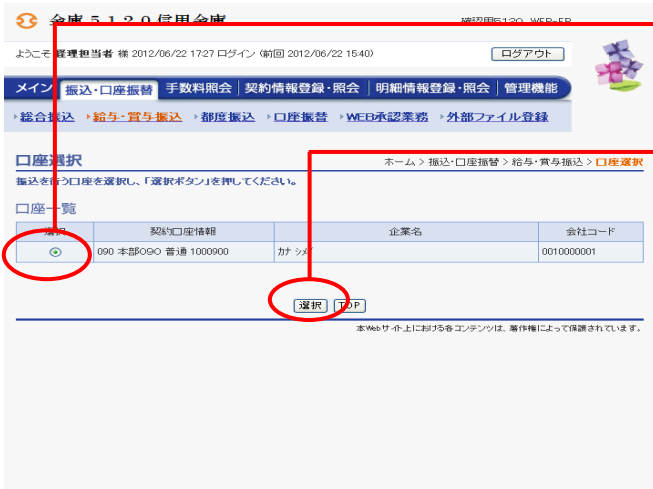 金庫5120信用金庫
確認用5120 WEB-FB
ようこそ 経理担当者 様 2012/06/22 17:27 ログイン (前回 2012/06/22 15:40)
ログアウト
メイン 振込・口座振替 手数料照会 契約情報登録・照会 明細情報登録・照会 管理機能
総合振込 給与・賞与振込 都度振込 口座振替 WEB承認業務 外部ファイル登録
口座選択
ホーム > 振込・口座振替 > 給与・賞与振込 > 口座選択
振込を行う口座を選択し、「選択ボタン」を押してください。
口座一覧
選択 契約口座情報 企業名 会社コード
090 本部090 普通 1000900 カナ シメイ 0010000001
選択 TOP
本Webサイト上における各コンテンツは、著作権によって保護されています。